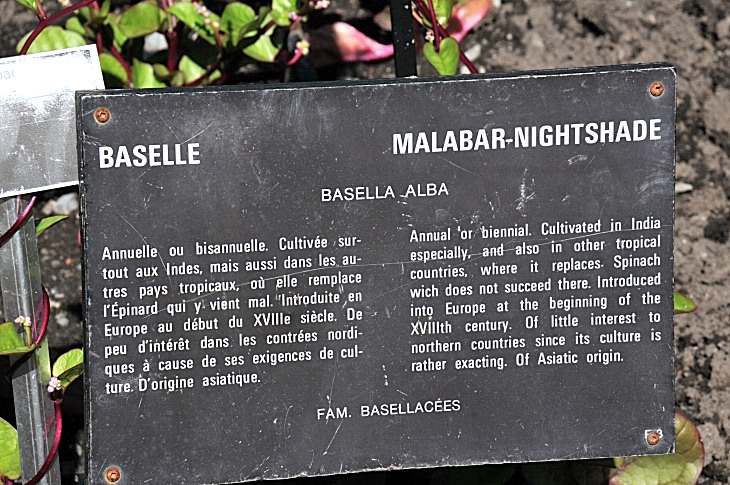 BASELLE
MALABAR-NIGHTSHADE
BASELLA ALBA
Annuelle ou bisannuelle. Cultivée sur-
tout aux Indes, mais aussi dans les au-
tres pays tropicaux, où elle remplace
l'Épinard qui y vient mal. Introduite en
Europe au début du XVIIIe siècle. De
peu d'intérêt dans les contrées nordi-
ques à cause de ses exigences de cul-
ture. D'origine asiatique.
Annual or biennial. Cultivated in India
especially, and also in other tropical
countries, where it replaces. Spinach
wich does not succeed there. Introduced
into Europe at the beginning of the
XVIIIth century. Of little interest to
northern countries since its culture is
rather exacting. Of Asiatic origin.
FAM. BASELLACÉES